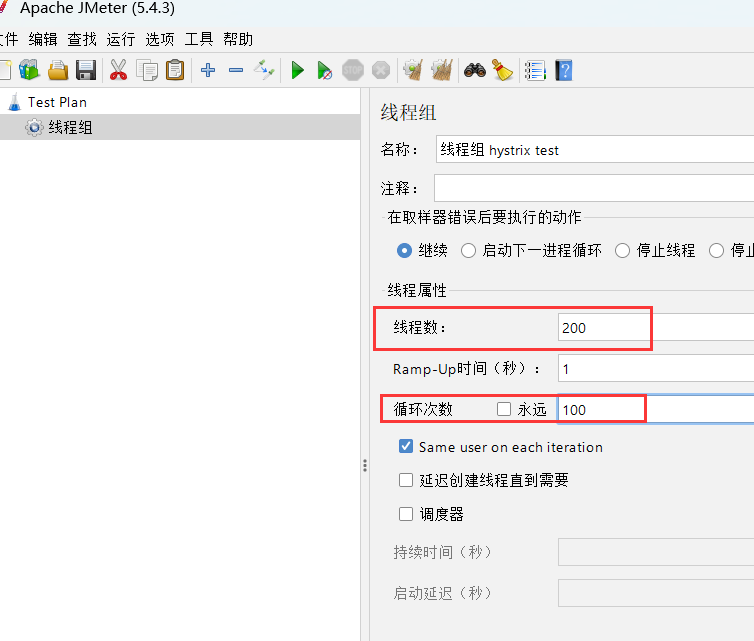 Apache JMeter (5.4.3)
文件 编辑 查找 运行 选项 工具 帮助
STOP
Test Plan
线程组
线程组
名称： 线程组 hystrix test
注释：
在取样器错误后要执行的动作
继续 启动下一进程循环 停止线程 停止
线程属性
线程数： 200
Ramp-Up时间（秒）： 1
循环次数 永远 100
Same user on each iteration
延迟创建线程直到需要
调度器
持续时间（秒）
启动延迟（秒）